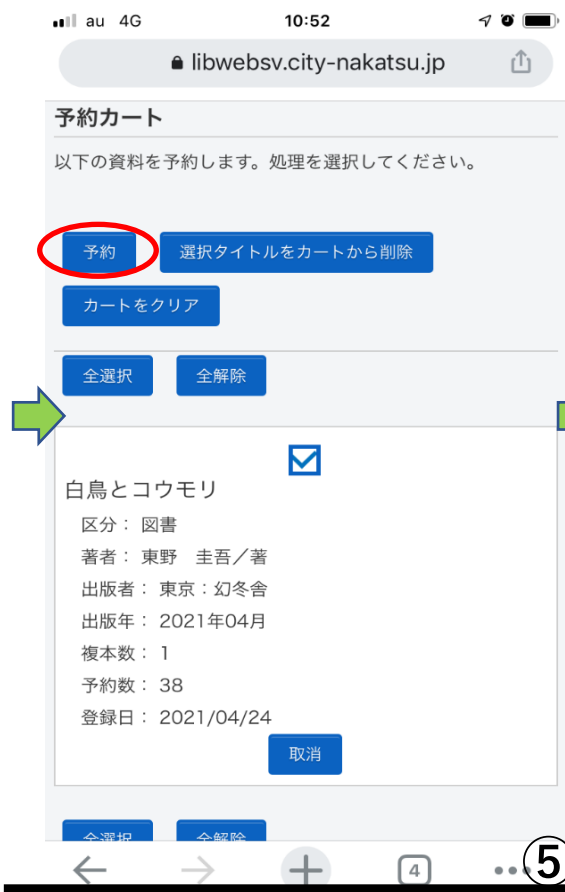 au 4G 10:52
libwebsv.city-nakatsu.jp
予約カート
以下の資料を予約します。処理を選択してください。
予約 選択タイトルをカートから削除
カートをクリア
全選択 全解除
白鳥とコウモリ
区分： 図書
著者： 東野 圭吾／著
出版者： 東京：幻冬舎
出版年： 2021年04月
複本数： 1
予約数： 38
登録日： 2021/04/24
取消
全選択 全解除
4
⑤